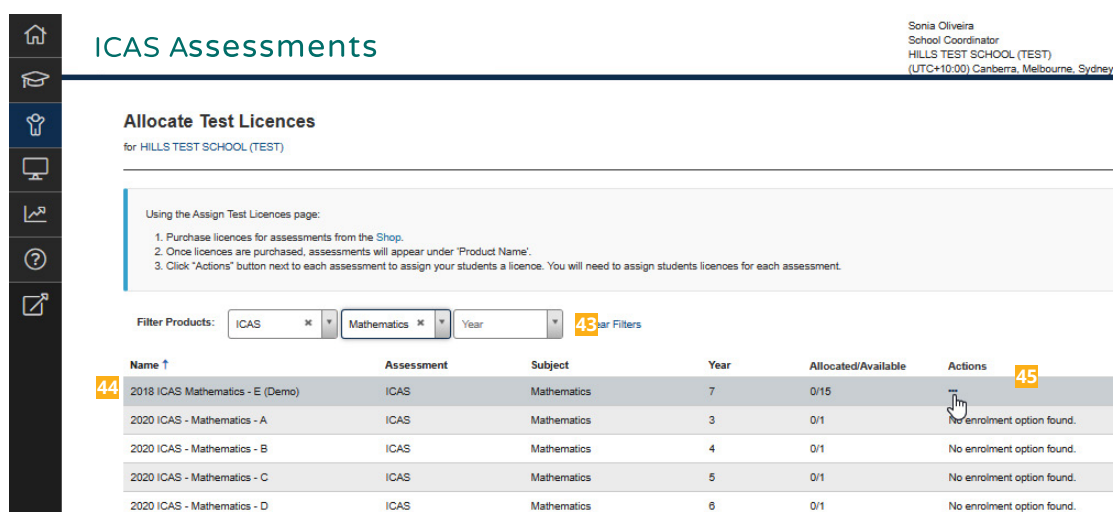 Sonia Oliveira
School Coordinator
HILLS TEST SCHOOL (TEST)
(UTC+10:00) Canberra, Melbourne, Sydney
ICAS Assessments
Allocate Test Licences
for HILLS TEST SCHOOL (TEST)
Using the Assign Test Licences page:
1. Purchase licences for assessments from the Shop.
2. Once licences are purchased, assessments will appear under 'Product Name'.
3. Click "Actions" button next to each assessment to assign your students a licence. You will need to assign students licences for each assessment.
Filter Products: ICAS Mathematics Year 43 ear Filters
Name ↑ Assessment Subject Year Allocated/Available Actions
45
44 2018 ICAS Mathematics - E (Demo) ICAS Mathematics 7 0/15 ...
2020 ICAS - Mathematics - A ICAS Mathematics 3 0/1 No enrolment option found.
2020 ICAS - Mathematics - B ICAS Mathematics 4 0/1 No enrolment option found.
2020 ICAS - Mathematics - C ICAS Mathematics 5 0/1 No enrolment option found.
2020 ICAS - Mathematics - D ICAS Mathematics 6 0/1 No enrolment option found.